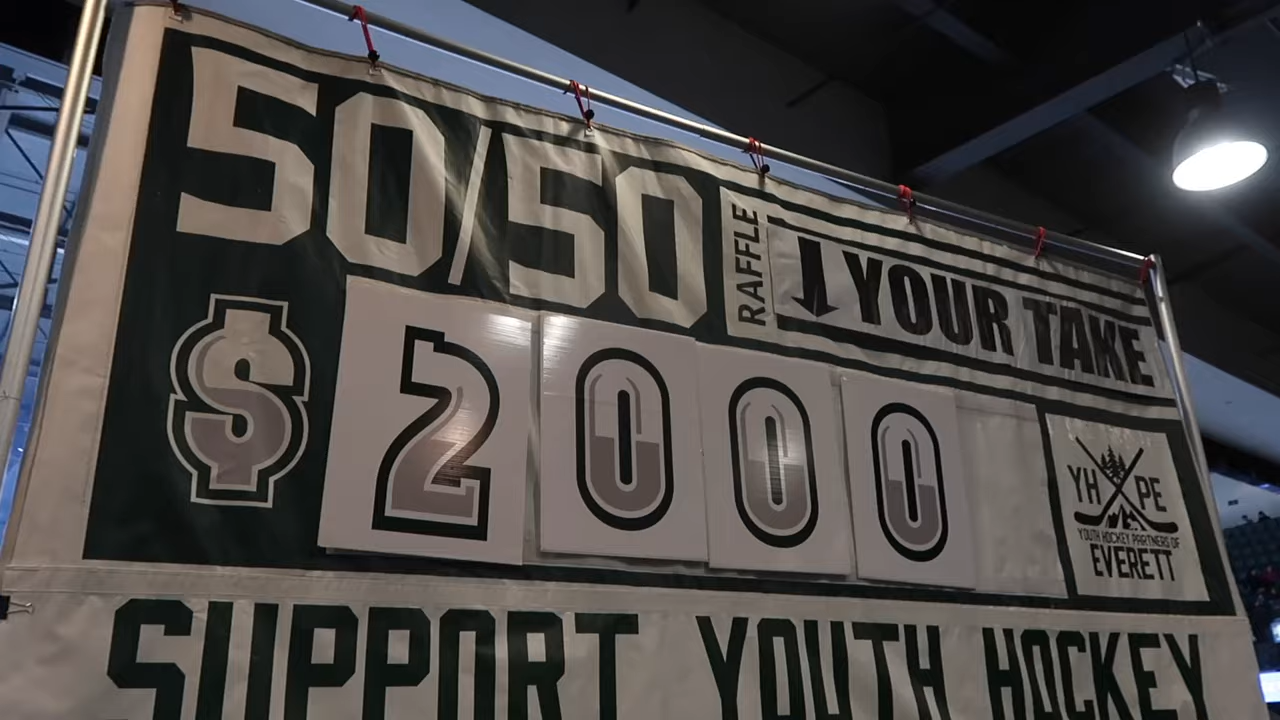 50/50
RAFFLE
YOUR TAKE
$2000
YH PE
YOUTH HOCKEY PARTNERS OF
EVERETT
SUPPORT YOUTH HOCKEY